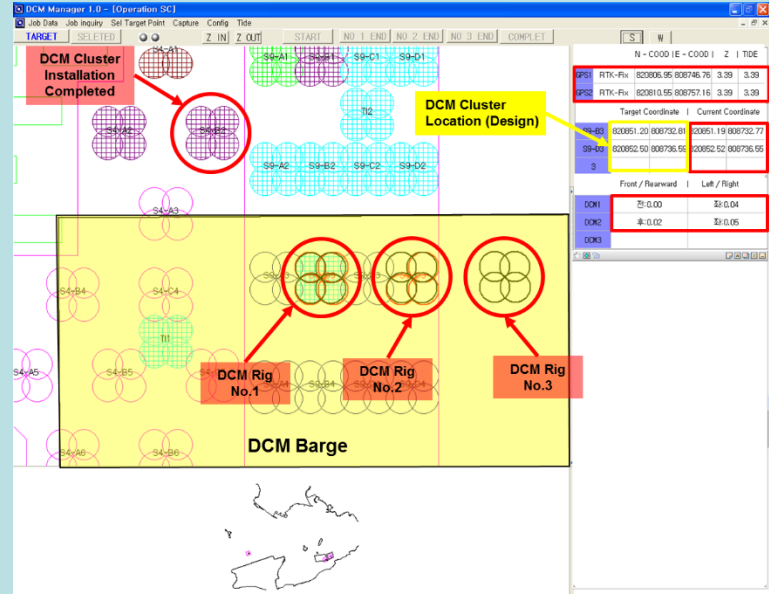 DCM Manager 1.0 - [Operation SC]
Job Data Job Inquiry Sel Target Point Capture Config Tide
TARGET SELETED Z IN Z OUT START NO 1 END NO 2 END NO 3 END COMPLET S W
N - COOD | E - COOD | Z | TIDE
GPS1 RTK-Fix 820806.95 808746.76 3.39 3.39
GPS2 RTK-Fix 820810.55 808757.16 3.39 3.39
Target Coordinate | Current Coordinate
S9-B3 820851.20 808732.81 820851.19 808732.77
S9-D3 820852.50 808736.59 820852.52 808736.55
3
Front / Rearward | Left / Right
DCM1 전:0.00 좌:0.04
DCM2 후:0.02 좌:0.05
DCM3
DCM Cluster
Installation
Completed
DCM Cluster
Location (Design)
S4-A1
S9-A1 S9-B1 S9-C1 S9-D1
TI2
S4-A2 S4-B2
S9-A2 S9-B2 S9-C2 S9-D2
S4-A3
S4-B4 S4-C4
TI1
S4-A5 S4-B5
S4-A6 S4-B6
DCM Rig
No.1
DCM Rig
No.2
DCM Rig
No.3
DCM Barge